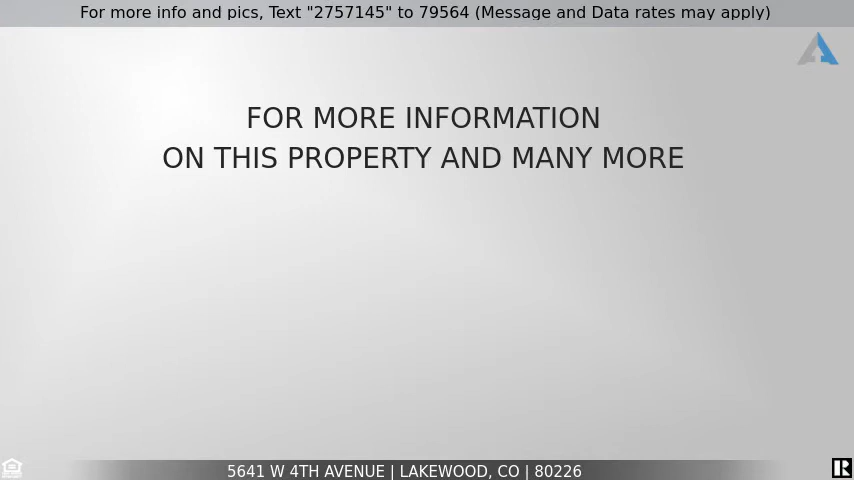 For more info and pics, Text "2757145" to 79564 (Message and Data rates may apply)
FOR MORE INFORMATION
ON THIS PROPERTY AND MANY MORE
5641 W 4TH AVENUE | LAKEWOOD, CO | 80226